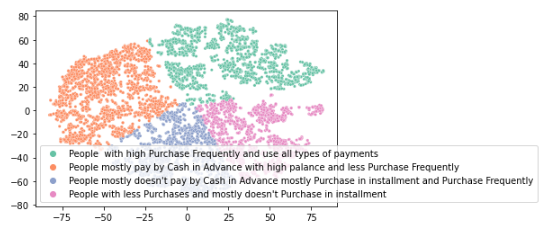 80
60
40
20
0
−20
−40
−60
−80
People with high Purchase Frequently and use all types of payments
People mostly pay by Cash in Advance with high palance and less Purchase Frequently
People mostly doesn't pay by Cash in Advance mostly Purchase in installment and Purchase Frequently
People with less Purchases and mostly doesn't Purchase in installment
−75 −50 −25 0 25 50 75